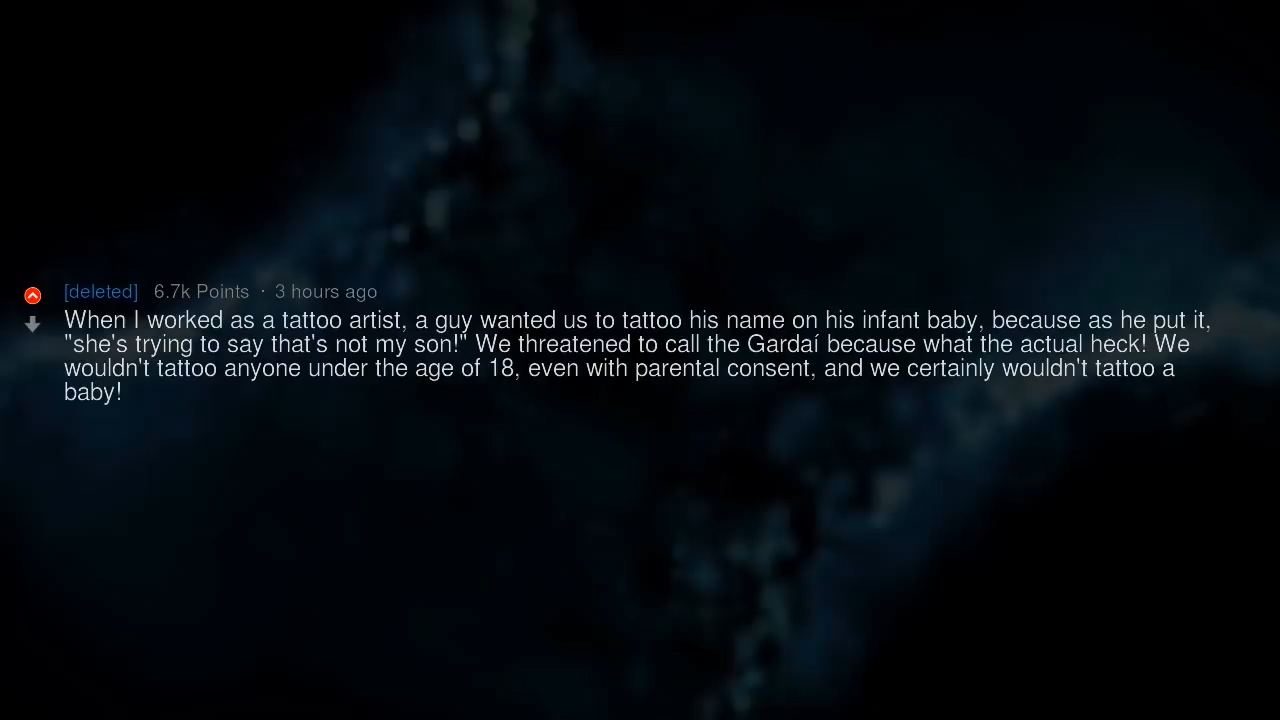 [deleted] 6.7k Points · 3 hours ago
When I worked as a tattoo artist, a guy wanted us to tattoo his name on his infant baby, because as he put it,
"she's trying to say that's not my son!" We threatened to call the Gardaí because what the actual heck! We
wouldn't tattoo anyone under the age of 18, even with parental consent, and we certainly wouldn't tattoo a
baby!